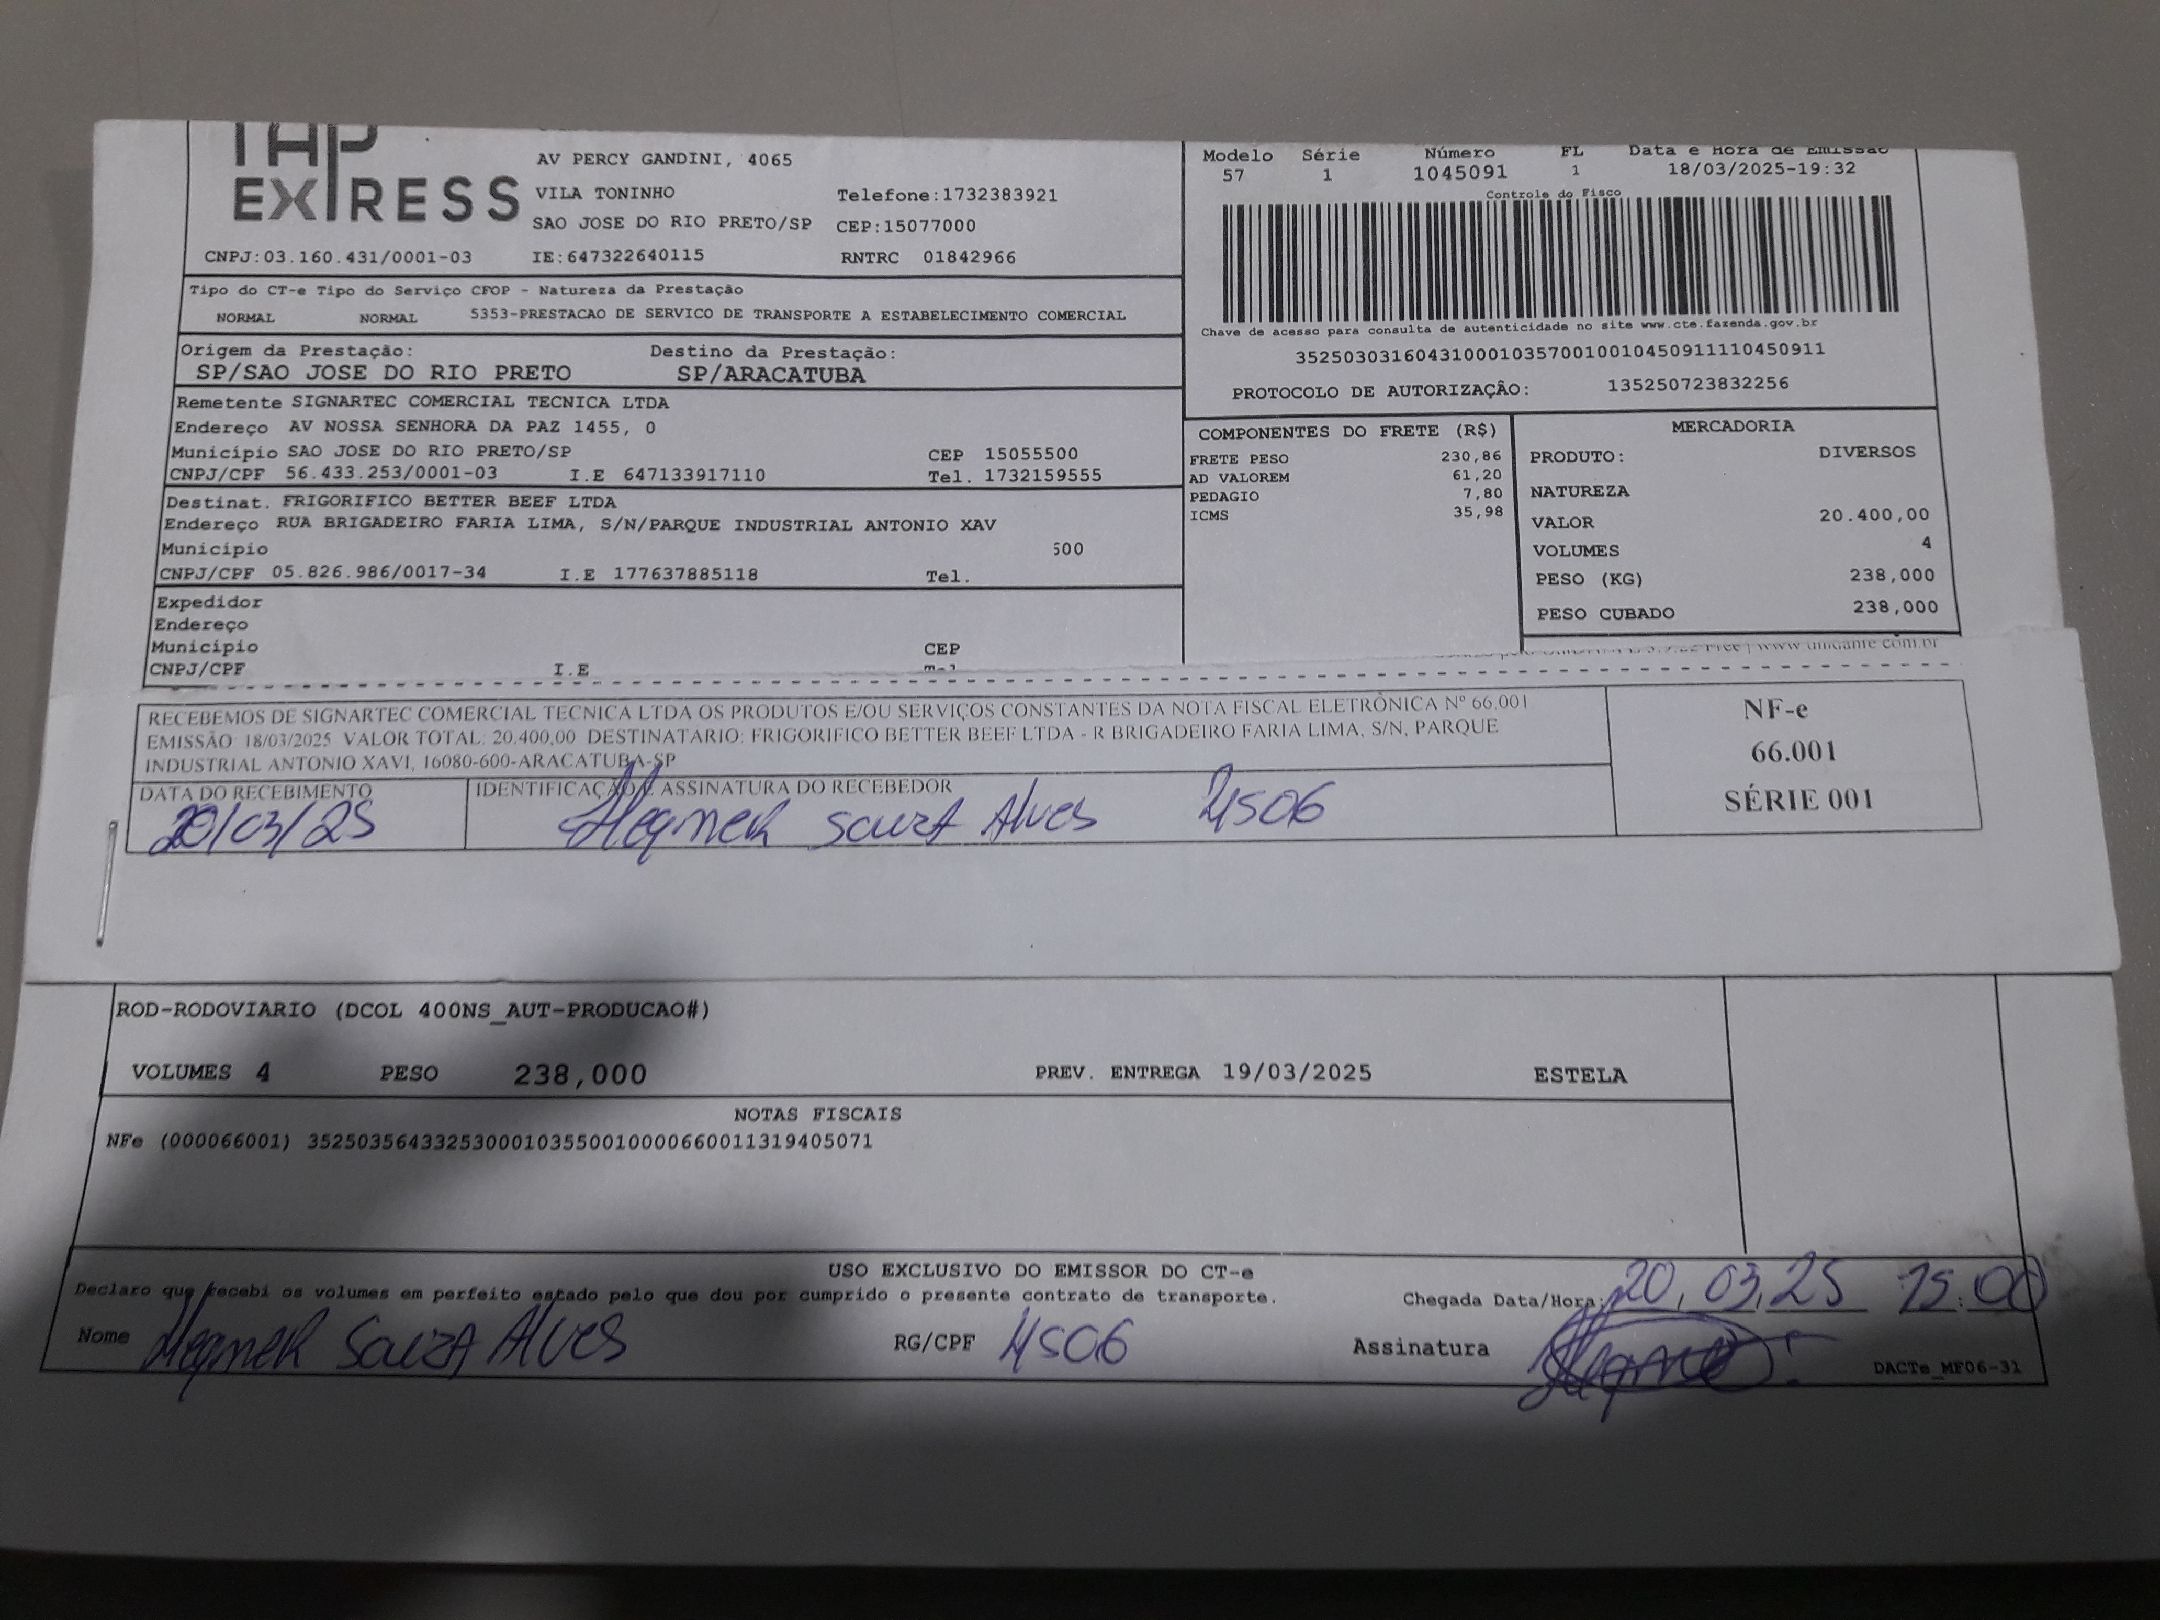 TAP
EXPRESS
AV PERCY GANDINI, 4065
VILA TONINHO Telefone:1732383921
SAO JOSE DO RIO PRETO/SP CEP:15077000
CNPJ:03.160.431/0001-03 IE:647322640115 RNTRC 01842966
Modelo Série Número FL Data e Hora de Emissão
57 1 1045091 1 18/03/2025-19:32
Controle do Fisco
Chave de acesso para consulta de autenticidade no site www.cte.fazenda.gov.br
35250303160431000103570010010450911110450911
PROTOCOLO DE AUTORIZAÇÃO: 135250723832256
Tipo do CT-e Tipo do Serviço CFOP - Natureza da Prestação
NORMAL NORMAL 5353-PRESTACAO DE SERVICO DE TRANSPORTE A ESTABELECIMENTO COMERCIAL
Origem da Prestação: Destino da Prestação:
SP/SAO JOSE DO RIO PRETO SP/ARACATUBA
Remetente SIGNARTEC COMERCIAL TECNICA LTDA
Endereço AV NOSSA SENHORA DA PAZ 1455, 0
Município SAO JOSE DO RIO PRETO/SP CEP 15055500
CNPJ/CPF 56.433.253/0001-03 I.E 647133917110 Tel. 1732159555
Destinat. FRIGORIFICO BETTER BEEF LTDA
Endereço RUA BRIGADEIRO FARIA LIMA, S/N/PARQUE INDUSTRIAL ANTONIO XAV
Município 500
CNPJ/CPF 05.826.986/0017-34 I.E 177637885118 Tel.
Expedidor
Endereço
Município CEP
CNPJ/CPF I.E
COMPONENTES DO FRETE (R$)
FRETE PESO 230,86
AD VALOREM 61,20
PEDAGIO 7,80
ICMS 35,98
MERCADORIA
PRODUTO: DIVERSOS
NATUREZA
VALOR 20.400,00
VOLUMES 4
PESO (KG) 238,000
PESO CUBADO 238,000
www.unidanfe.com.br
RECEBEMOS DE SIGNARTEC COMERCIAL TECNICA LTDA OS PRODUTOS E/OU SERVIÇOS CONSTANTES DA NOTA FISCAL ELETRÔNICA Nº 66.001
EMISSÃO: 18/03/2025 VALOR TOTAL: 20.400,00 DESTINATÁRIO: FRIGORIFICO BETTER BEEF LTDA - R BRIGADEIRO FARIA LIMA, S/N, PARQUE
INDUSTRIAL ANTONIO XAVI, 16080-600-ARACATUBA-SP
NF-e
66.001
SÉRIE 001
DATA DO RECEBIMENTO IDENTIFICAÇÃO E ASSINATURA DO RECEBEDOR
20/03/25 Souza Alves 4506
ROD-RODOVIARIO (DCOL 400NS_AUT-PRODUCAO#)
VOLUMES 4 PESO 238,000 PREV. ENTREGA 19/03/2025 ESTELA
NOTAS FISCAIS
NFe (000066001) 35250356433253000103550010000660011319405071
USO EXCLUSIVO DO EMISSOR DO CT-e
Declaro que recebi os volumes em perfeito estado pelo que dou por cumprido o presente contrato de transporte. Chegada Data/Hora: 20,03,25 15:00
Nome Souza Alves RG/CPF 4506 Assinatura
DACTe_MF06-31